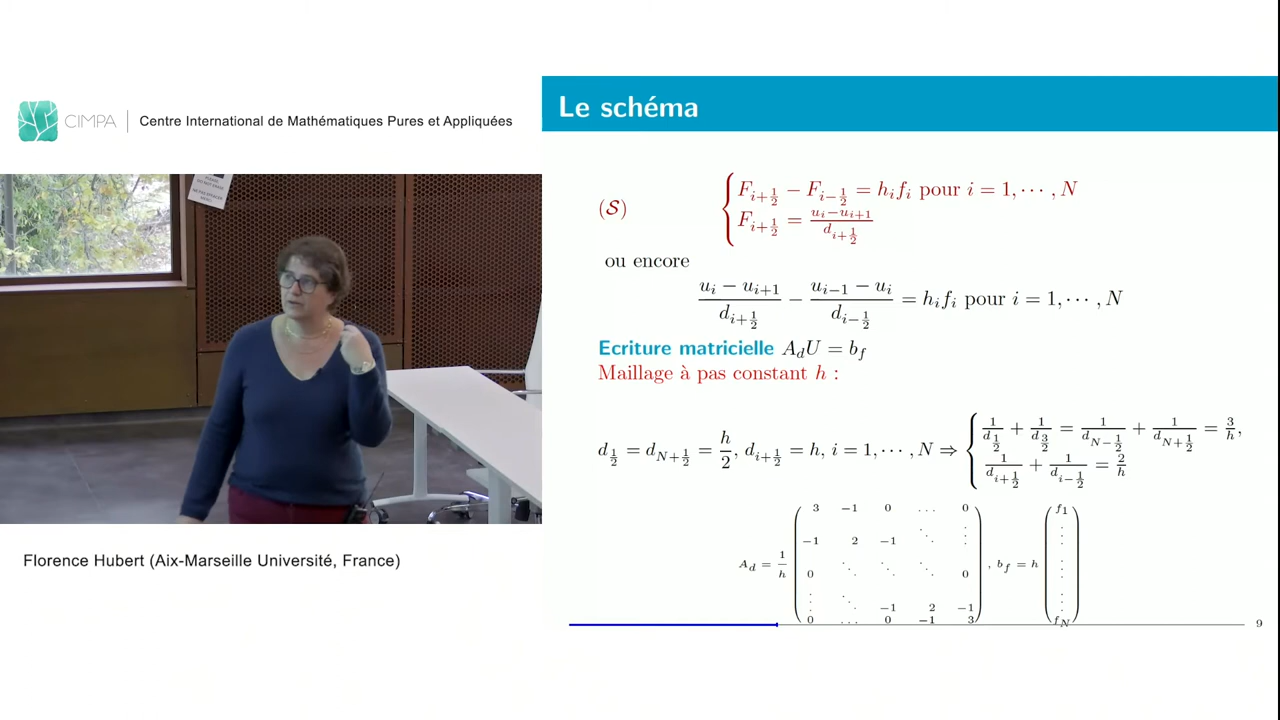 CIMPA
Centre International de Mathématiques Pures et Appliquées
Florence Hubert (Aix-Marseille Université, France)
Le schéma
(𝒮) { F_{i+1/2} − F_{i−1/2} = h_i f_i pour i = 1, ⋯ , N
F_{i+1/2} = (u_i − u_{i+1}) / d_{i+1/2}
ou encore
(u_i − u_{i+1}) / d_{i+1/2} − (u_{i−1} − u_i) / d_{i−1/2} = h_i f_i pour i = 1, ⋯ , N
Ecriture matricielle A_d U = b_f
Maillage à pas constant h :
d_{1/2} = d_{N+1/2} = h/2, d_{i+1/2} = h, i = 1, ⋯ , N ⇒ { 1/d_{1/2} + 1/d_{3/2} = 1/d_{N−1/2} + 1/d_{N+1/2} = 3/h,
1/d_{i+1/2} + 1/d_{i−1/2} = 2/h
3 −1 0 … 0 f_1
−1 2 −1 ⋱ ⋮ ⋮
A_d = 1/h , b_f = h
0 ⋱ ⋱ ⋱ 0 ⋮
⋮ ⋱ −1 2 −1 ⋮
0 … 0 −1 3 f_N
9